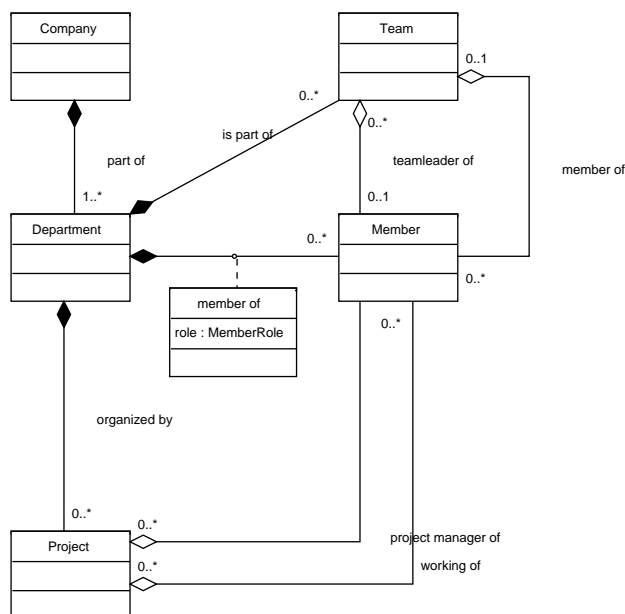 Company
Team
0..1
0..*
0..*
is part of
part of
teamleader of
member of
1..*
0..1
Department
0..*
Member
0..*
member of
role : MemberRole
0..*
organized by
0..*
0..*
Project
project manager of
0..*
working of